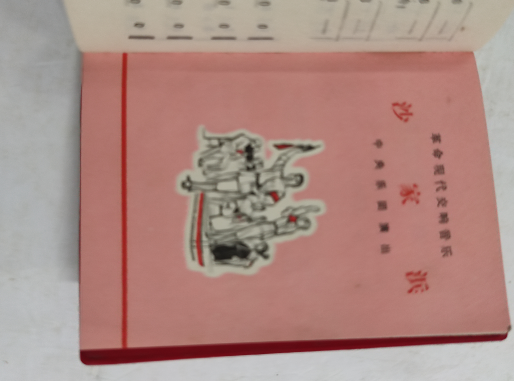 革命现代交响音乐
沙家浜
中央乐团演出